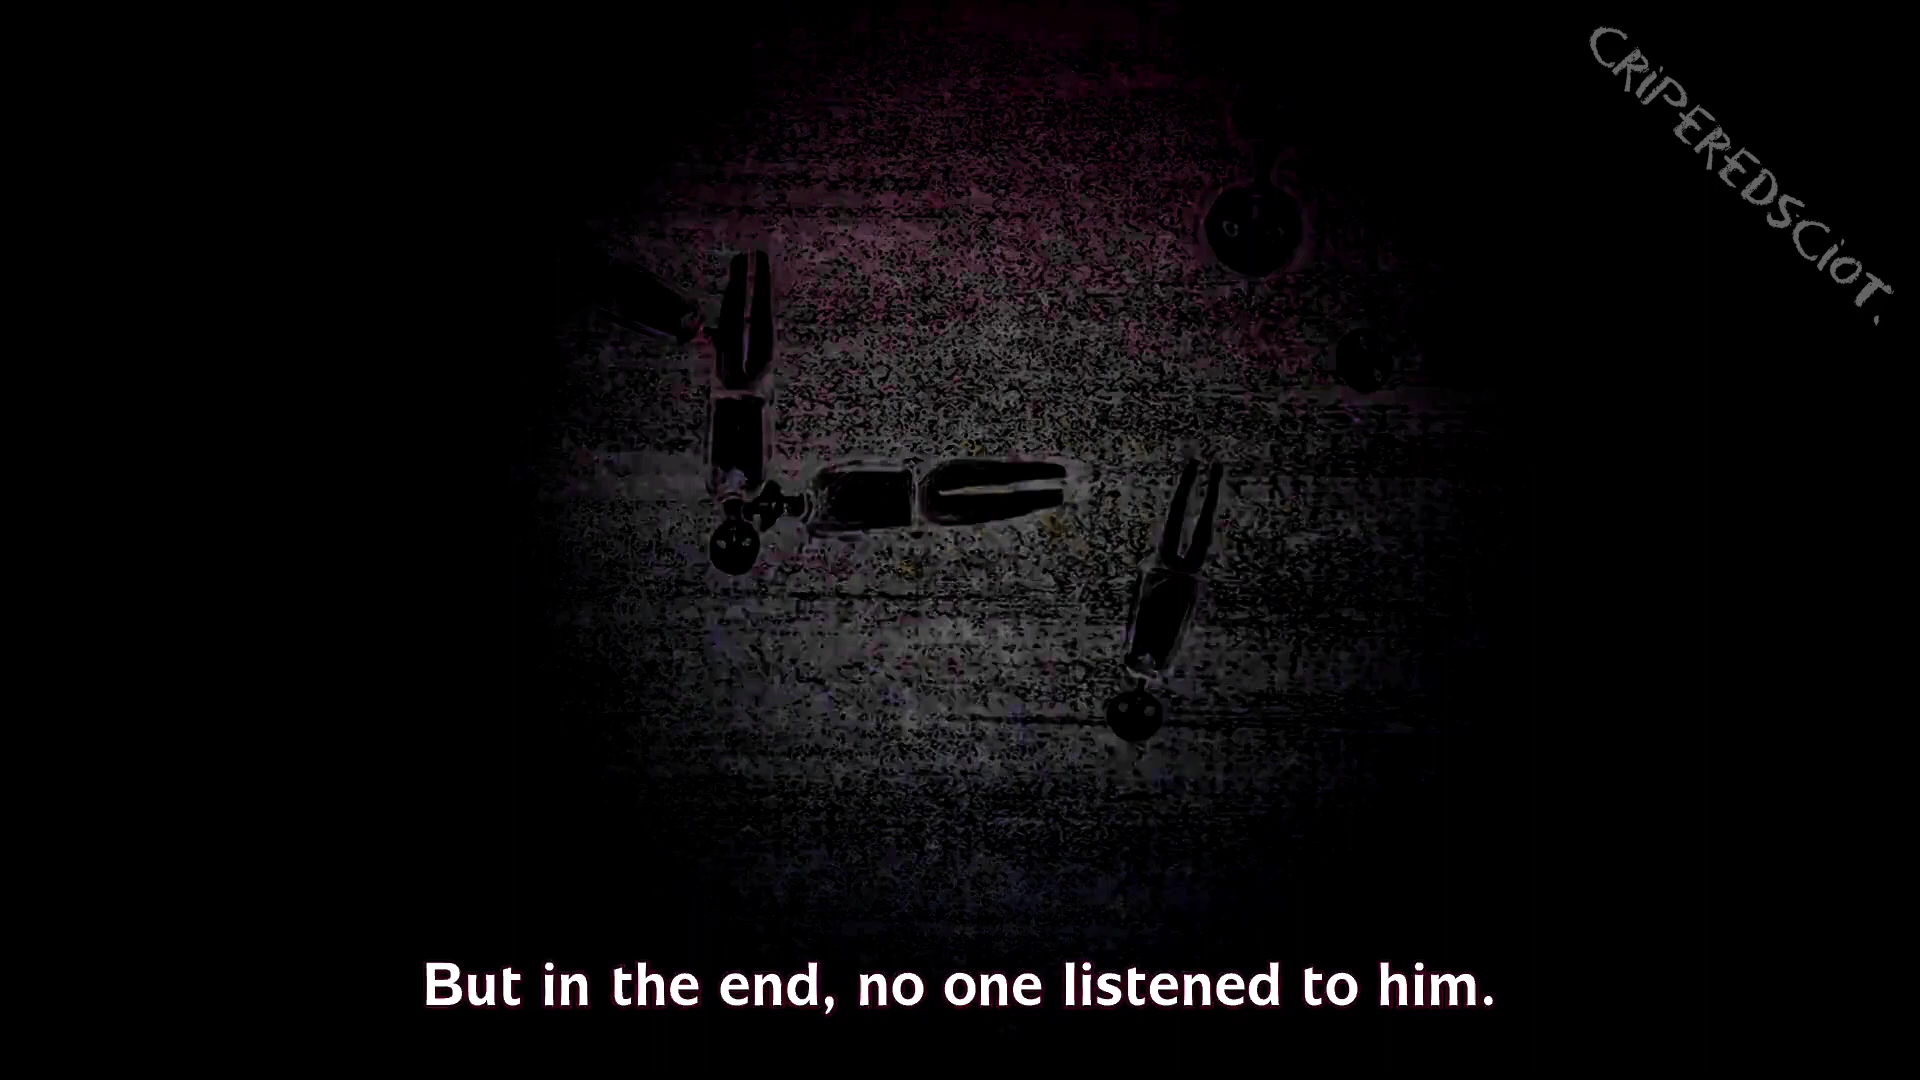 CRiPEREDSCiOT.
But in the end, no one listened to him.